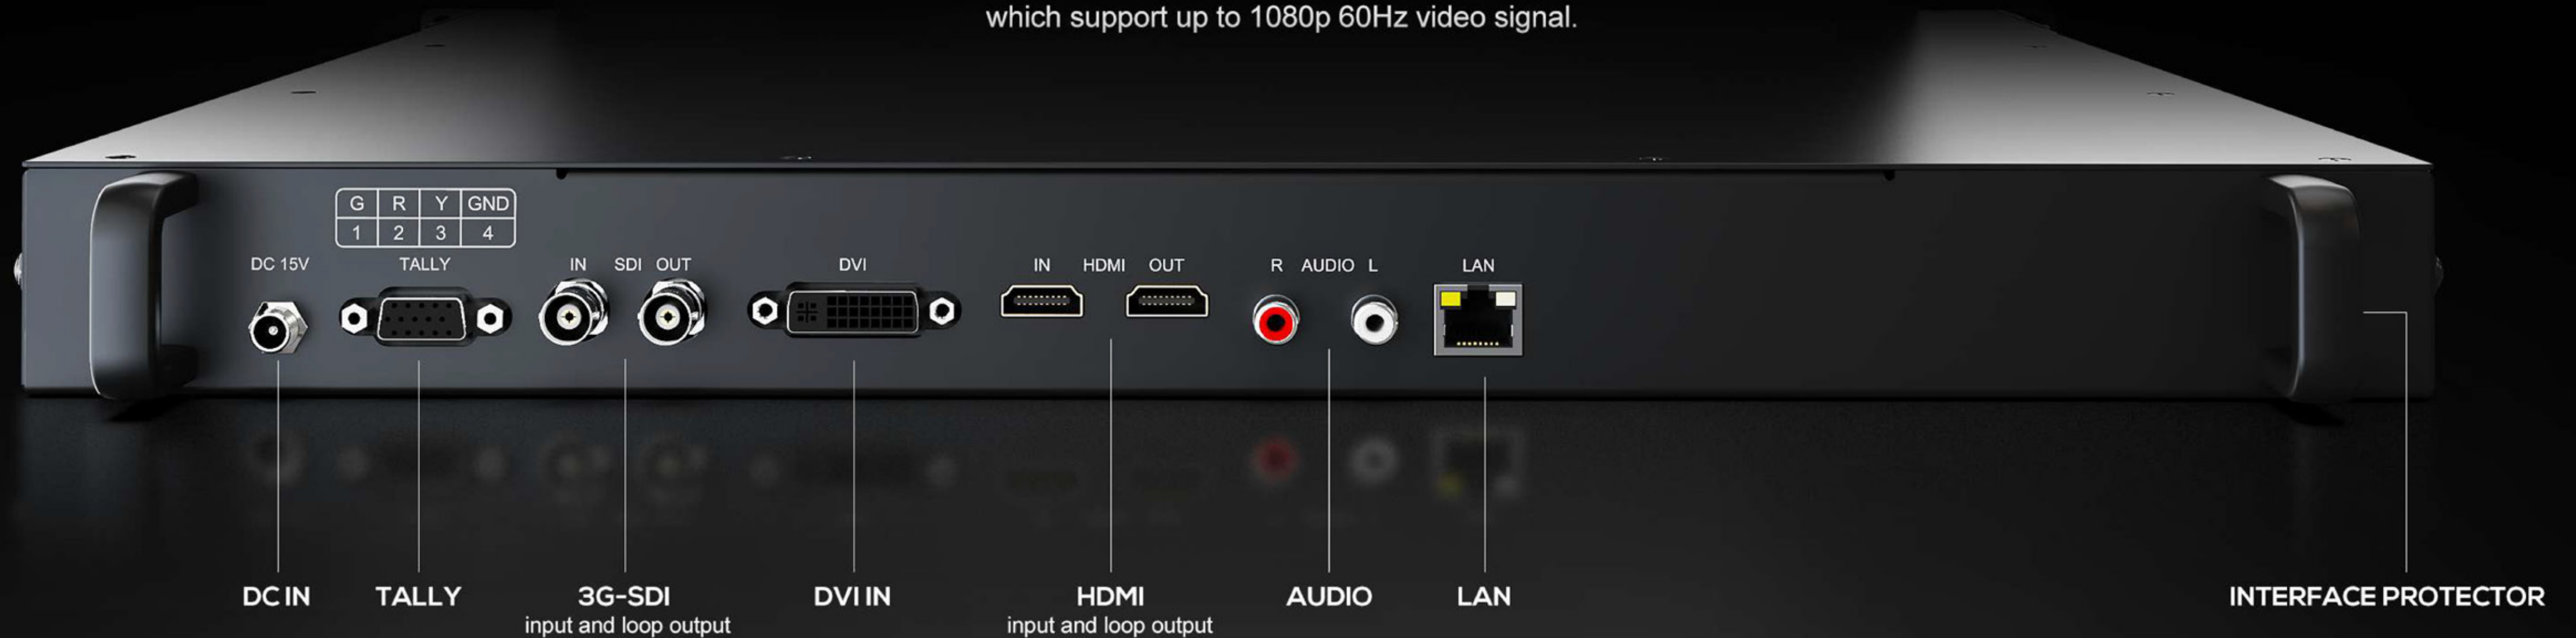 which support up to 1080p 60Hz video signal.
G R Y GND
1 2 3 4
DC 15V TALLY IN SDI OUT DVI IN HDMI OUT R AUDIO L LAN
DC IN TALLY 3G-SDI DVI IN HDMI AUDIO LAN INTERFACE PROTECTOR
input and loop output input and loop output